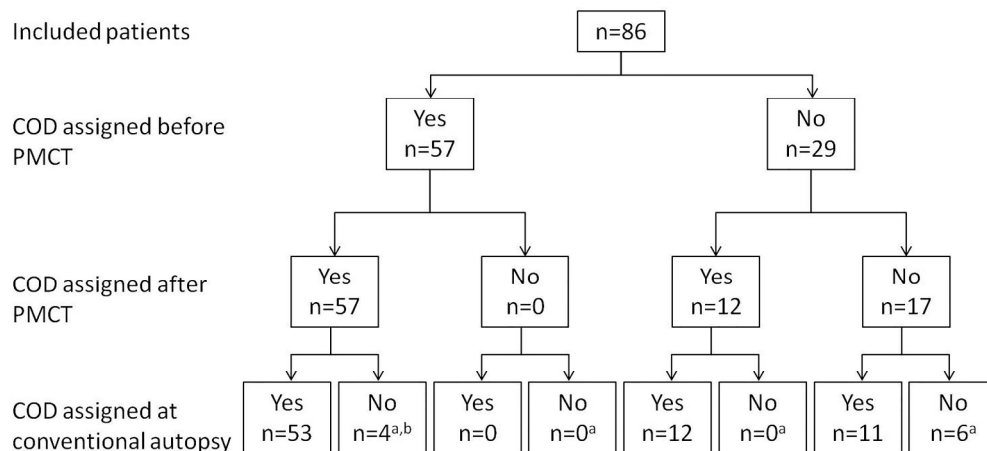 Included patients
n=86
COD assigned before
PMCT
Yes
n=57
No
n=29
COD assigned after
PMCT
Yes
n=57
No
n=0
Yes
n=12
No
n=17
COD assigned at
conventional autopsy
Yes
n=53
No
n=4a,b
Yes
n=0
No
n=0a
Yes
n=12
No
n=0a
Yes
n=11
No
n=6a